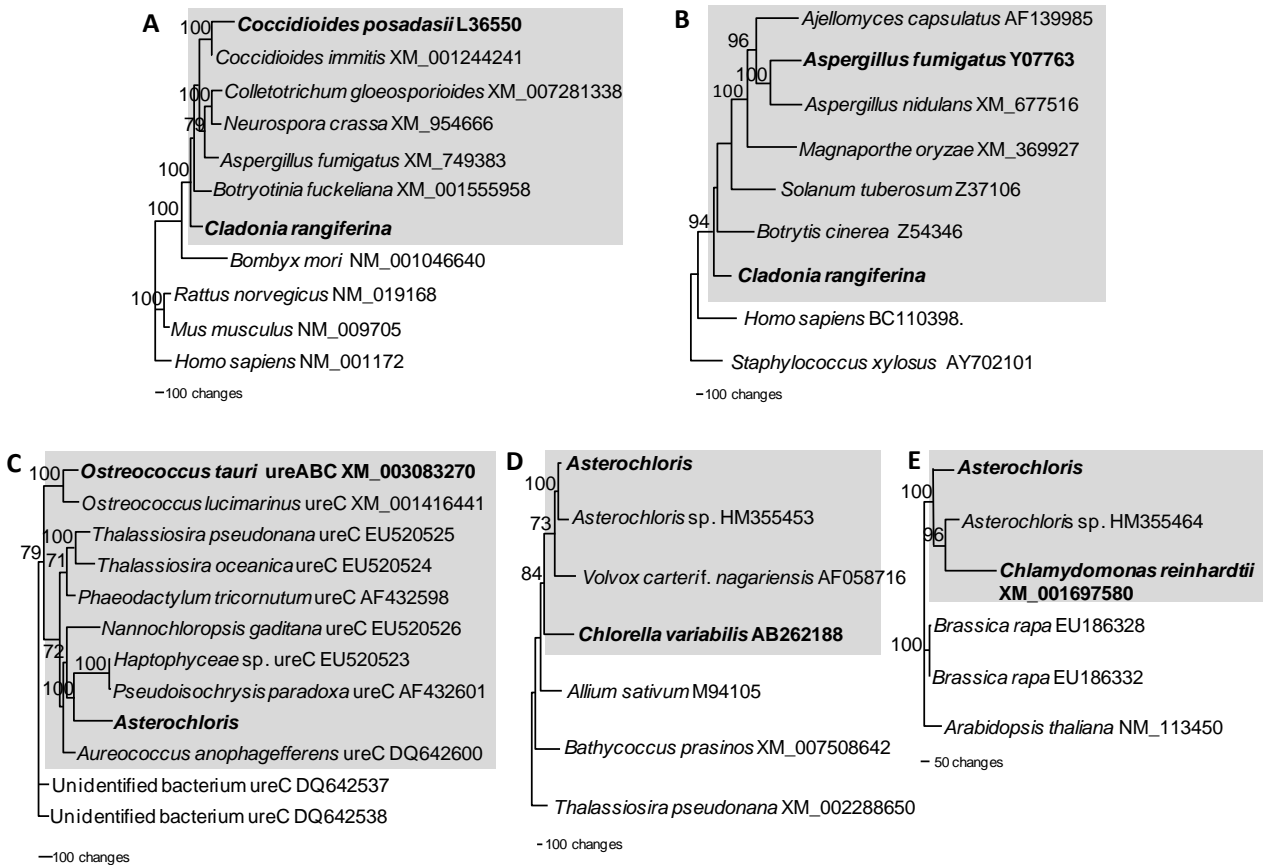 A
100
Coccidioides posadasii L36550
Coccidioides immitis XM_001244241
100
Colletotrichum gloeosporioides XM_007281338
79
Neurospora crassa XM_954666
Aspergillus fumigatus XM_749383
100
Botryotinia fuckeliana XM_001555958
100
Cladonia rangiferina
Bombyx mori NM_001046640
100
Rattus norvegicus NM_019168
Mus musculus NM_009705
Homo sapiens NM_001172
100 changes
B
Ajellomyces capsulatus AF139985
96
Aspergillus fumigatus Y07763
100
100
Aspergillus nidulans XM_677516
Magnaporthe oryzae XM_369927
Solanum tuberosum Z37106
94
Botrytis cinerea Z54346
Cladonia rangiferina
Homo sapiens BC110398.
Staphylococcus xylosus AY702101
100 changes
C
100
Ostreococcus tauri ureABC XM_003083270
Ostreococcus lucimarinus ureC XM_001416441
100
Thalassiosira pseudonana ureC EU520525
79
71
Thalassiosira oceanica ureC EU520524
Phaeodactylum tricornutum ureC AF432598
Nannochloropsis gaditana ureC EU520526
72
100
Haptophyceae sp. ureC EU520523
100
Pseudoisochrysis paradoxa ureC AF432601
Asterochloris
Aureococcus anophagefferens ureC DQ642600
Unidentified bacterium ureC DQ642537
Unidentified bacterium ureC DQ642538
100 changes
D
Asterochloris
100
Asterochloris sp. HM355453
73
Volvox carteri f. nagariensis AF058716
84
Chlorella variabilis AB262188
Allium sativum M94105
Bathycoccus prasinos XM_007508642
Thalassiosira pseudonana XM_002288650
100 changes
E
Asterochloris
100
Asterochloris sp. HM355464
96
Chlamydomonas reinhardtii
XM_001697580
Brassica rapa EU186328
100
Brassica rapa EU186332
Arabidopsis thaliana NM_113450
50 changes